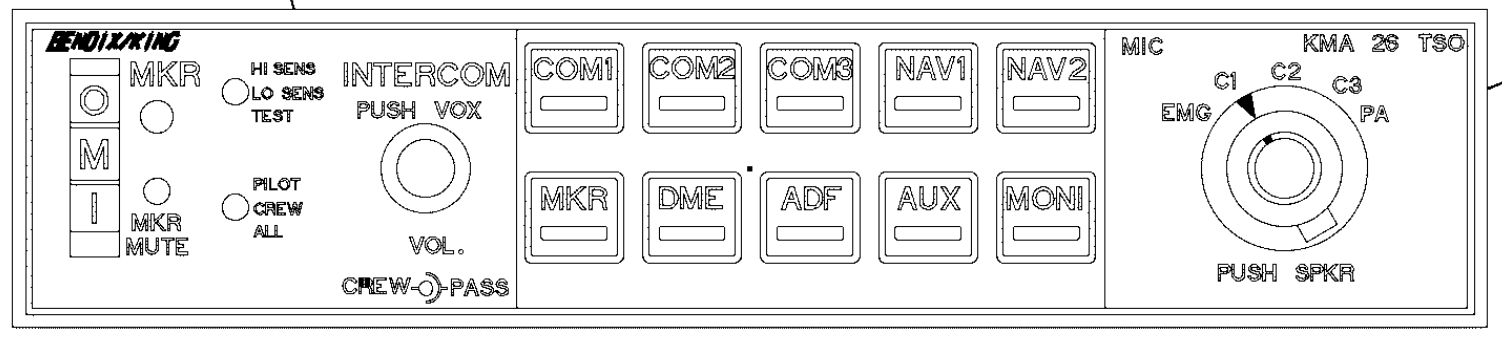 BENDIX/KING
O
M
I
MKR
MKR
MUTE
HI SENS
LO SENS
TEST
PILOT
CREW
ALL
INTERCOM
PUSH VOX
VOL.
CREW PASS
COM1 COM2 COM3 NAV1 NAV2
MKR DME ADF AUX MONI
MIC
KMA 26 TSO
EMG C1 C2 C3 PA
PUSH SPKR